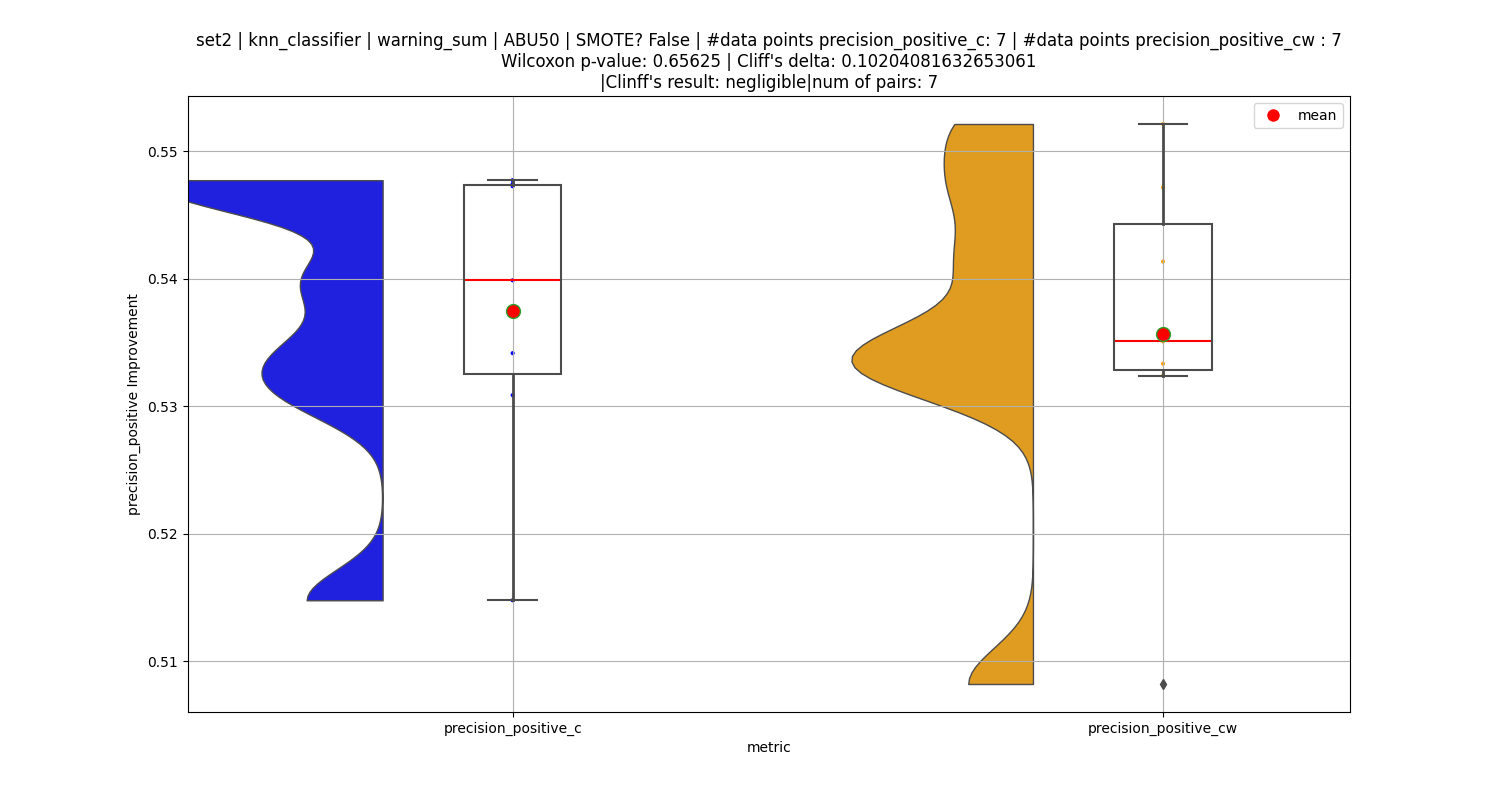 set2 | knn_classifier | warning_sum | ABU50 | SMOTE? False | #data points precision_positive_c: 7 | #data points precision_positive_cw : 7
Wilcoxon p-value: 0.65625 | Cliff's delta: 0.10204081632653061
|Clinff's result: negligible|num of pairs: 7
mean
0.55
0.54
0.53
0.52
0.51
precision_positive Improvement
precision_positive_c
precision_positive_cw
metric